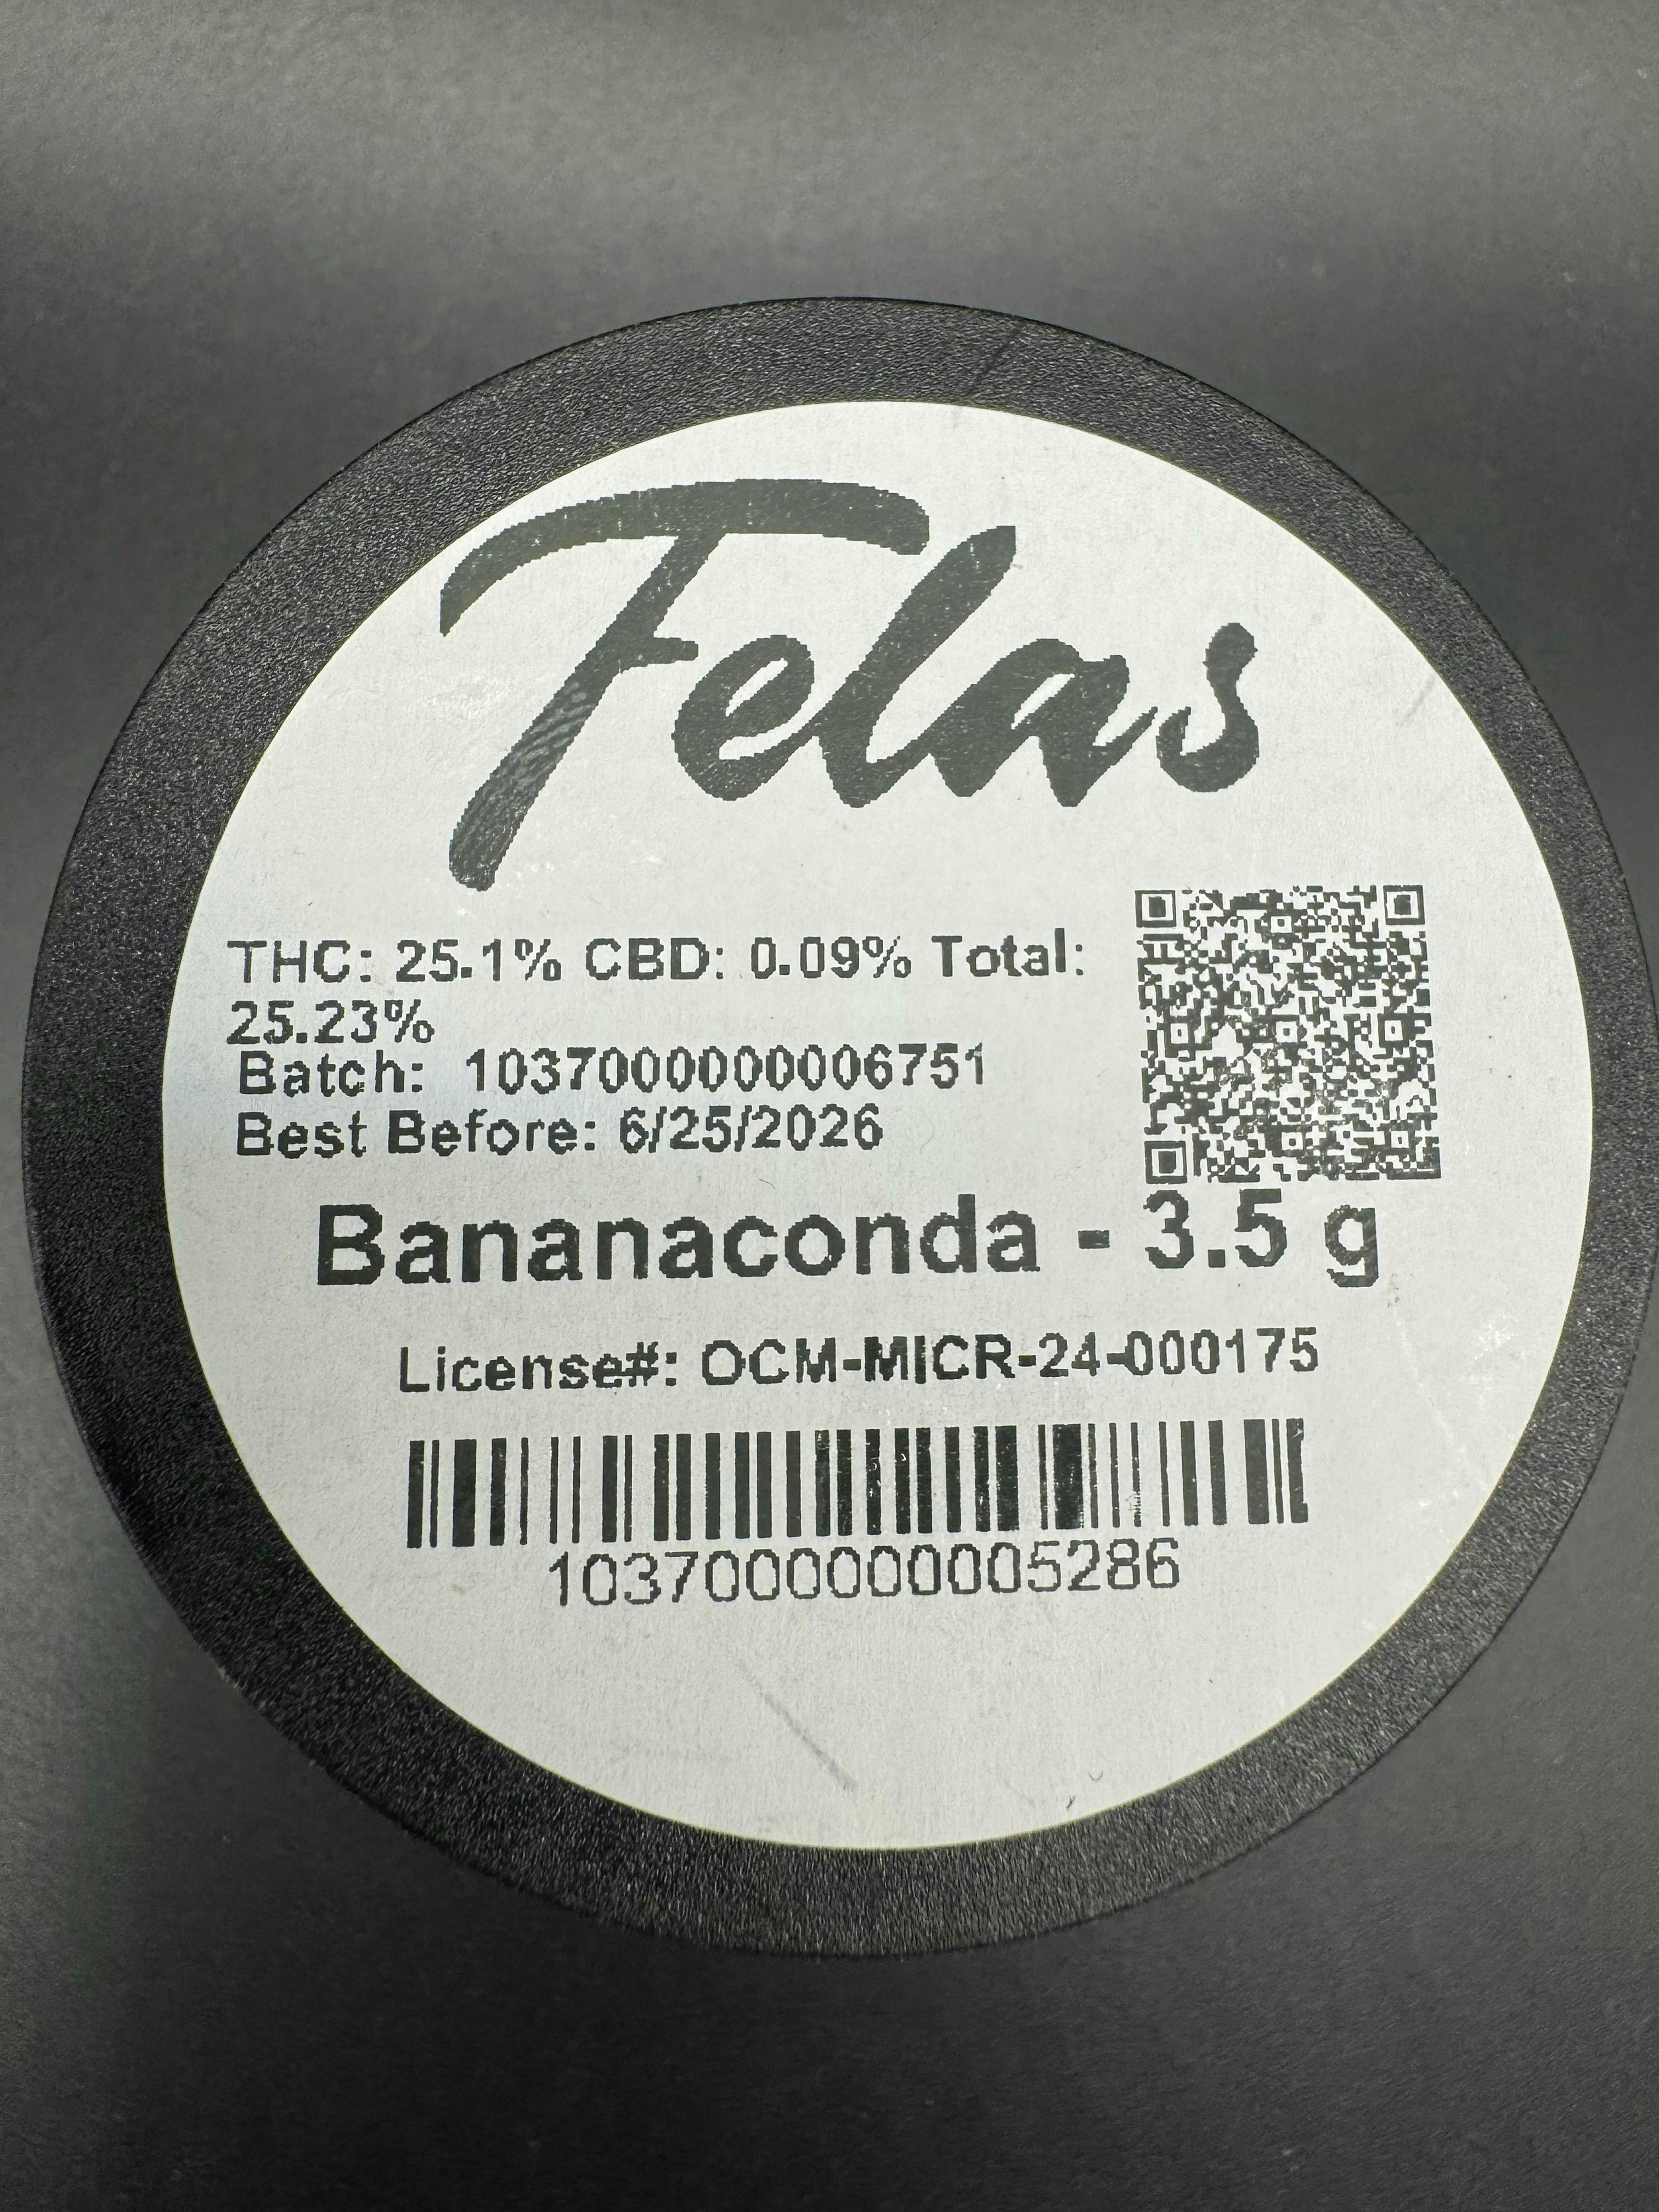 Felas
THC: 25.1% CBD: 0.09% Total:
25.23%
Batch: 1037000000006751
Best Before: 6/25/2026
Bananaconda - 3.5 g
License#: OCM-MICR-24-000175
1037000000005286